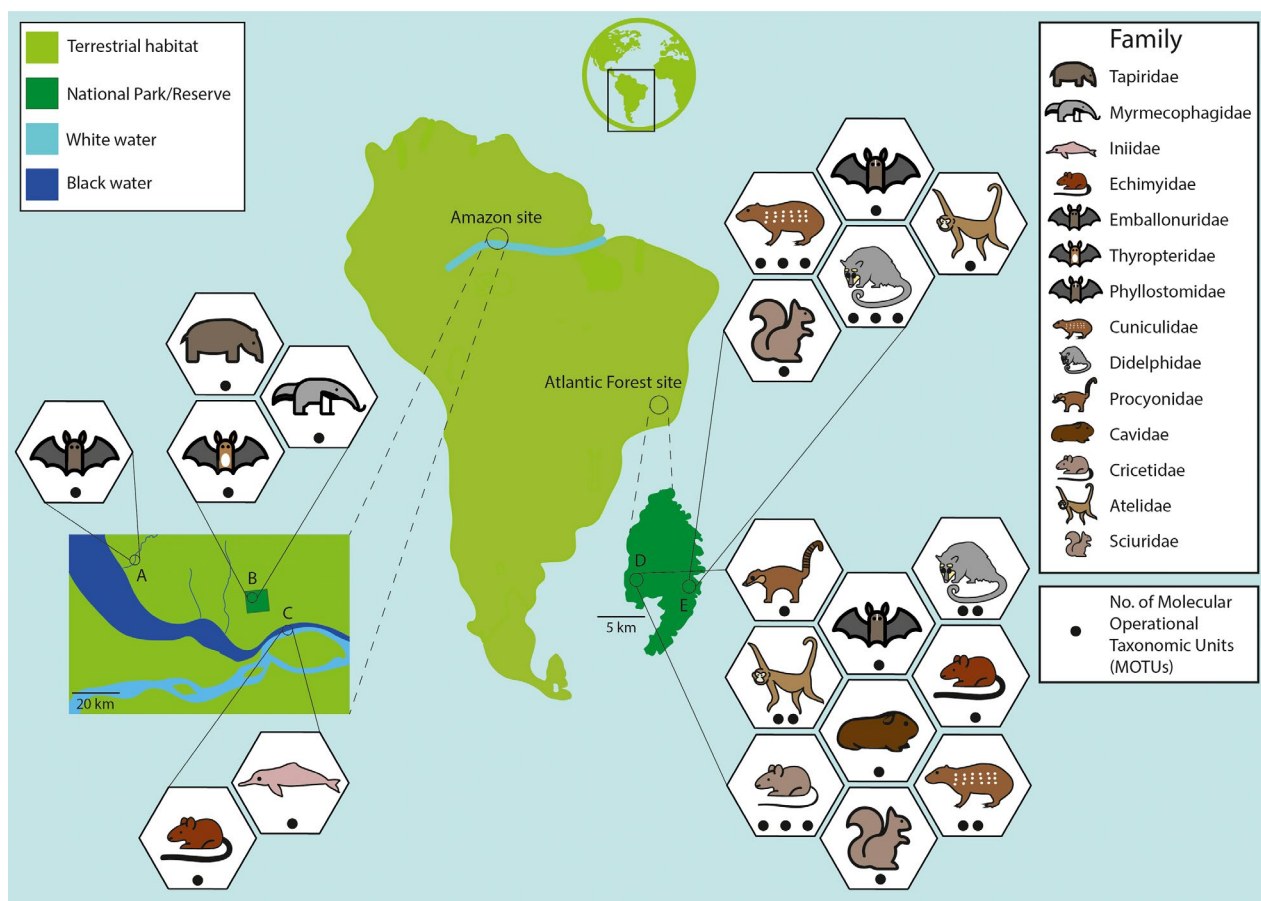 Terrestrial habitat
National Park/Reserve
White water
Black water
Amazon site
Atlantic Forest site
A
B
C
20 km
D
E
5 km
Family
Tapiridae
Myrmecophagidae
Iniidae
Echimyidae
Emballonuridae
Thyropteridae
Phyllostomidae
Cuniculidae
Didelphidae
Procyonidae
Cavidae
Cricetidae
Atelidae
Sciuridae
No. of Molecular
Operational
Taxonomic Units
(MOTUs)